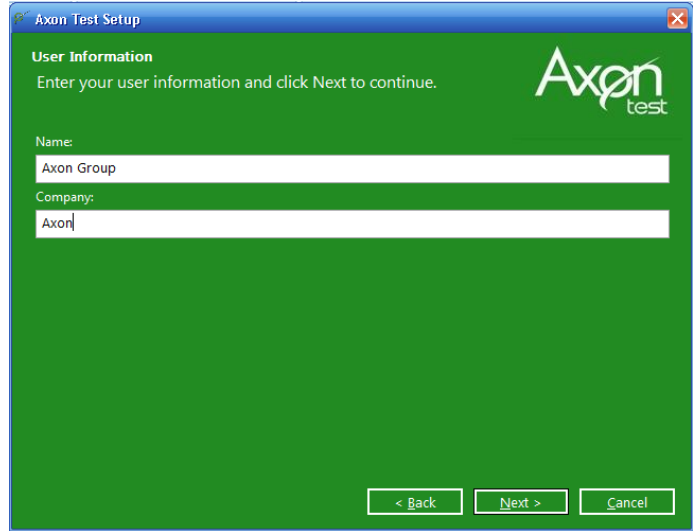 Axon Test Setup
User Information
Enter your user information and click Next to continue.
Axon
test
Name:
Axon Group
Company:
Axon
< Back
Next >
Cancel